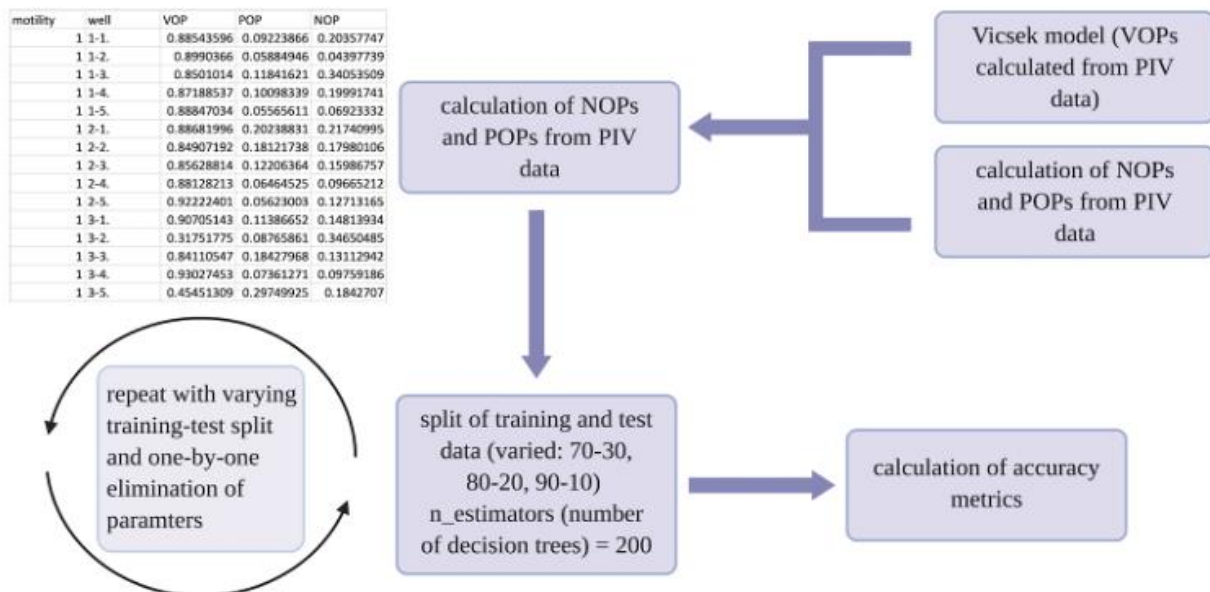 motility well VOP POP NOP
1 1-1. 0.88543596 0.09223866 0.20357747
1 1-2. 0.8990366 0.05884946 0.04397739
1 1-3. 0.8501014 0.11841621 0.34053509
1 1-4. 0.87188537 0.10098339 0.19991741
1 1-5. 0.88847034 0.05565611 0.06923332
1 2-1. 0.88681996 0.20238831 0.21740995
1 2-2. 0.84907192 0.18121738 0.17980106
1 2-3. 0.85628814 0.12206364 0.15986757
1 2-4. 0.88128213 0.06464525 0.09665212
1 2-5. 0.92222401 0.05623003 0.12713165
1 3-1. 0.90705143 0.11386652 0.14813934
1 3-2. 0.31751775 0.08765861 0.34650485
1 3-3. 0.84110547 0.18427968 0.13112942
1 3-4. 0.93027453 0.07361271 0.09759186
1 3-5. 0.45451309 0.29749925 0.1842707
calculation of NOPs
and POPs from PIV
data
Vicsek model (VOPs
calculated from PIV
data)
calculation of NOPs
and POPs from PIV
data
repeat with varying
training-test split
and one-by-one
elimination of
paramters
split of training and test
data (varied: 70-30,
80-20, 90-10)
n_estimators (number
of decision trees) = 200
calculation of accuracy
metrics